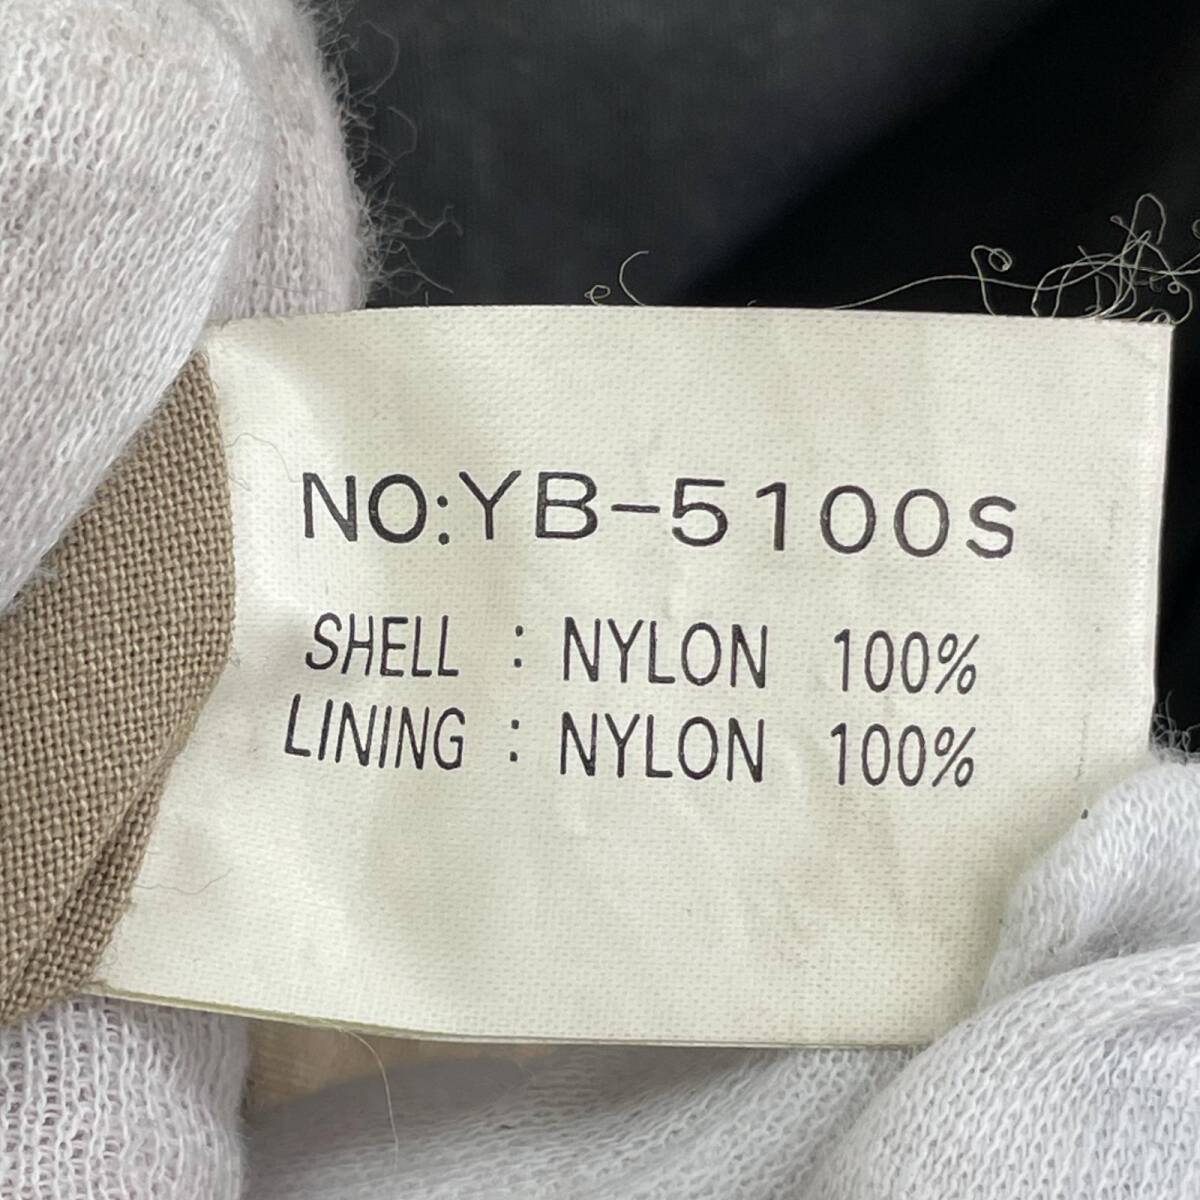 NO:YB-5100S
SHELL : NYLON 100%
LINING : NYLON 100%